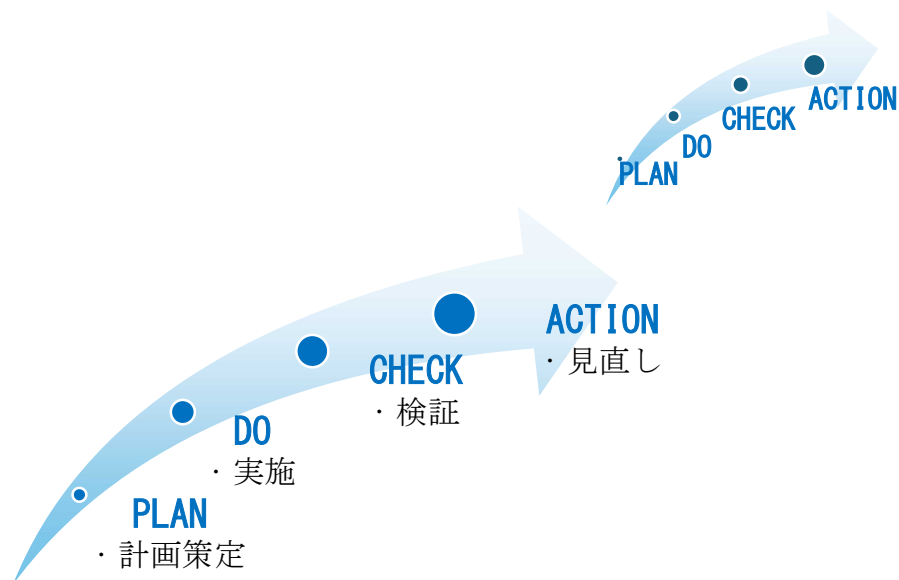 PLAN
・計画策定
DO
・実施
CHECK
・検証
ACTION
・見直し
PLAN
DO
CHECK
ACTION